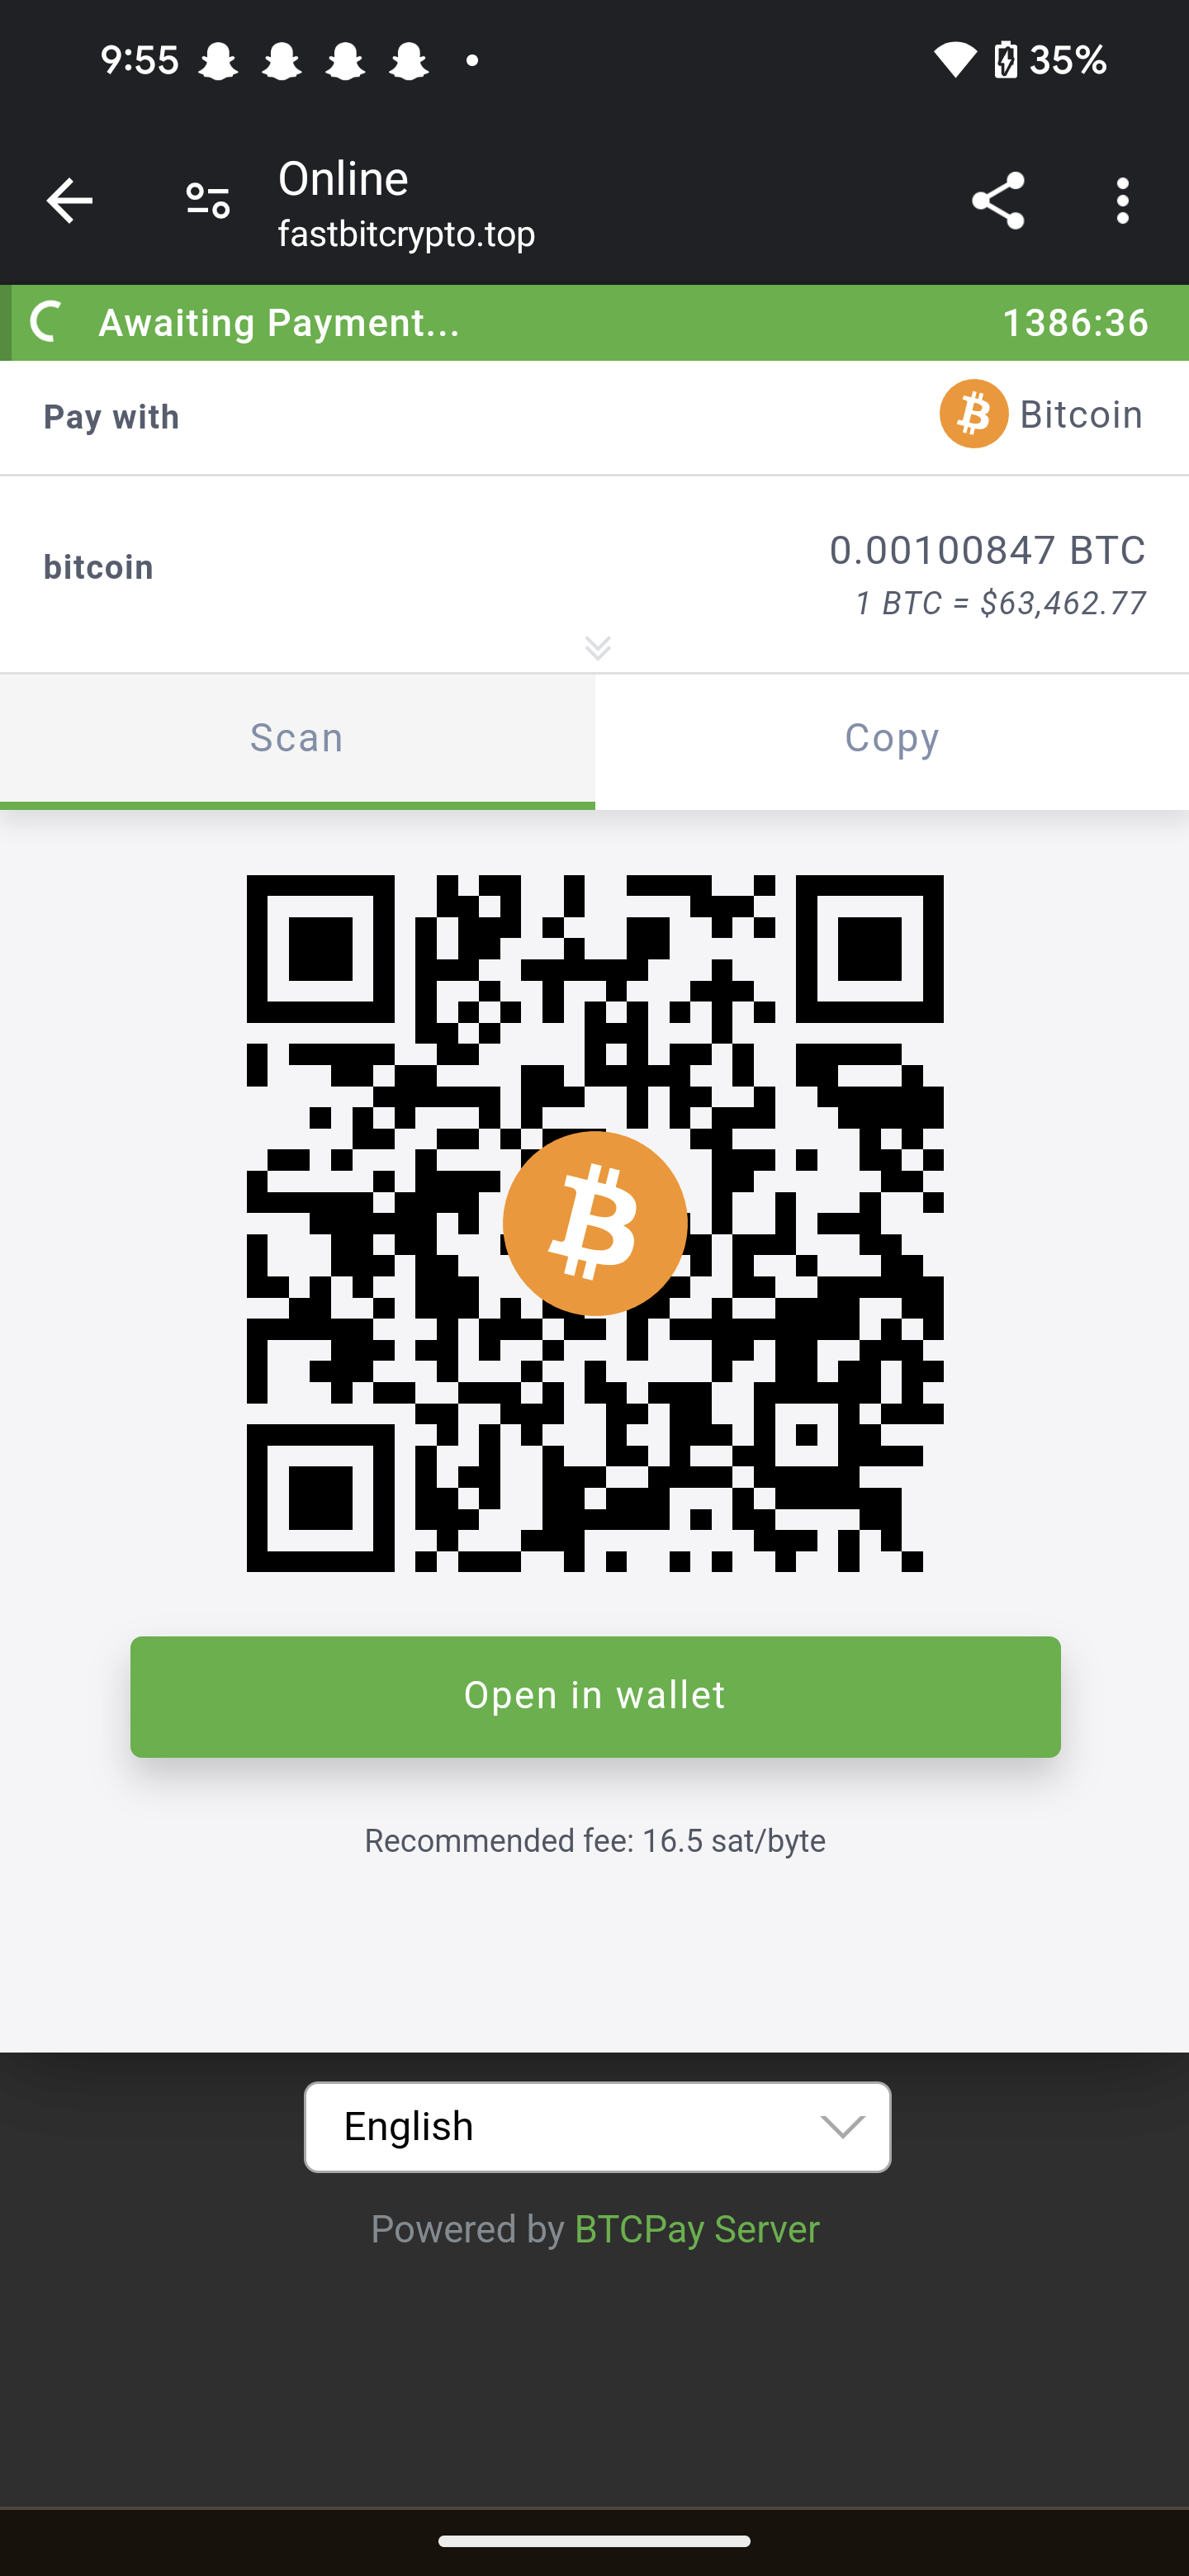 9:55
35%
Online
fastbitcrypto.top
Awaiting Payment...
1386:36
Pay with
Bitcoin
bitcoin
0.00100847 BTC
1 BTC = $63,462.77
Scan
Copy
Open in wallet
Recommended fee: 16.5 sat/byte
English
Powered by BTCPay Server